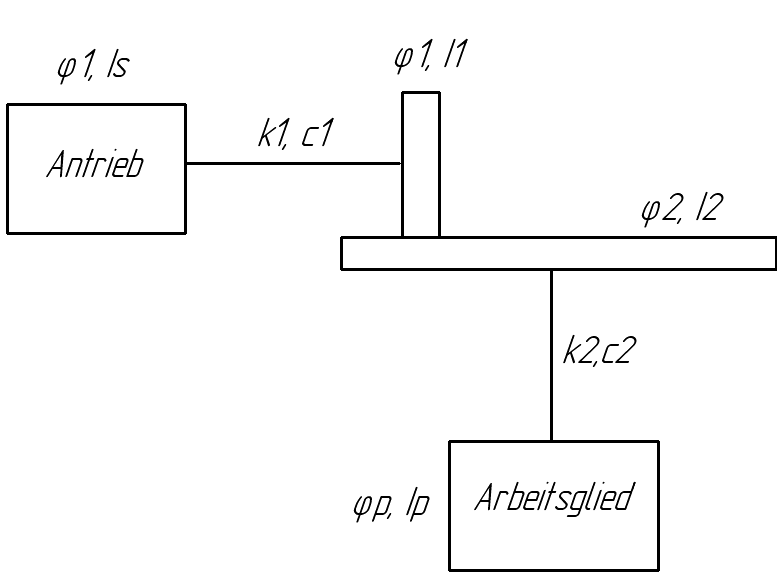 φ1, Is
φ1, I1
Antrieb
k1, c1
φ2, I2
k2,c2
φp, Ip
Arbeitsglied